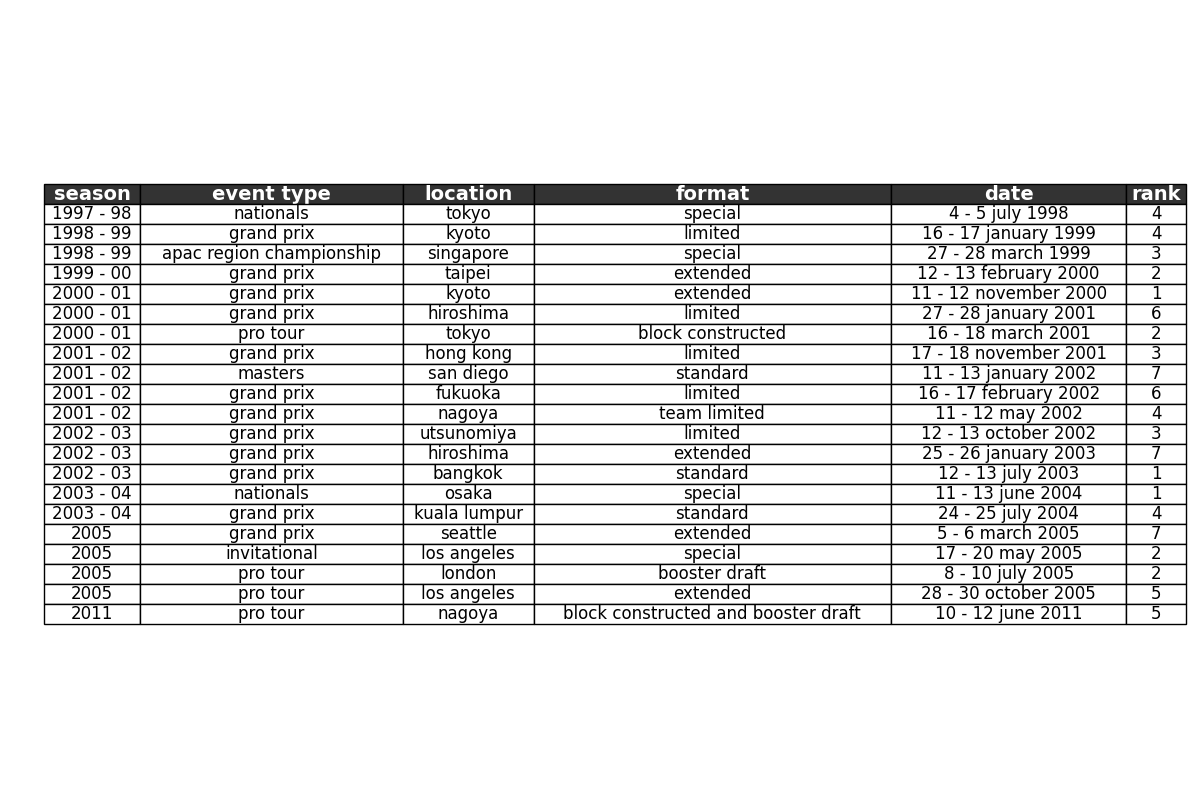 season event type location format date rank
1997 - 98 nationals tokyo special 4 - 5 july 1998 4
1998 - 99 grand prix kyoto limited 16 - 17 january 1999 4
1998 - 99 apac region championship singapore special 27 - 28 march 1999 3
1999 - 00 grand prix taipei extended 12 - 13 february 2000 2
2000 - 01 grand prix kyoto extended 11 - 12 november 2000 1
2000 - 01 grand prix hiroshima limited 27 - 28 january 2001 6
2000 - 01 pro tour tokyo block constructed 16 - 18 march 2001 2
2001 - 02 grand prix hong kong limited 17 - 18 november 2001 3
2001 - 02 masters san diego standard 11 - 13 january 2002 7
2001 - 02 grand prix fukuoka limited 16 - 17 february 2002 6
2001 - 02 grand prix nagoya team limited 11 - 12 may 2002 4
2002 - 03 grand prix utsunomiya limited 12 - 13 october 2002 3
2002 - 03 grand prix hiroshima extended 25 - 26 january 2003 7
2002 - 03 grand prix bangkok standard 12 - 13 july 2003 1
2003 - 04 nationals osaka special 11 - 13 june 2004 1
2003 - 04 grand prix kuala lumpur standard 24 - 25 july 2004 4
2005 grand prix seattle extended 5 - 6 march 2005 7
2005 invitational los angeles special 17 - 20 may 2005 2
2005 pro tour london booster draft 8 - 10 july 2005 2
2005 pro tour los angeles extended 28 - 30 october 2005 5
2011 pro tour nagoya block constructed and booster draft 10 - 12 june 2011 5